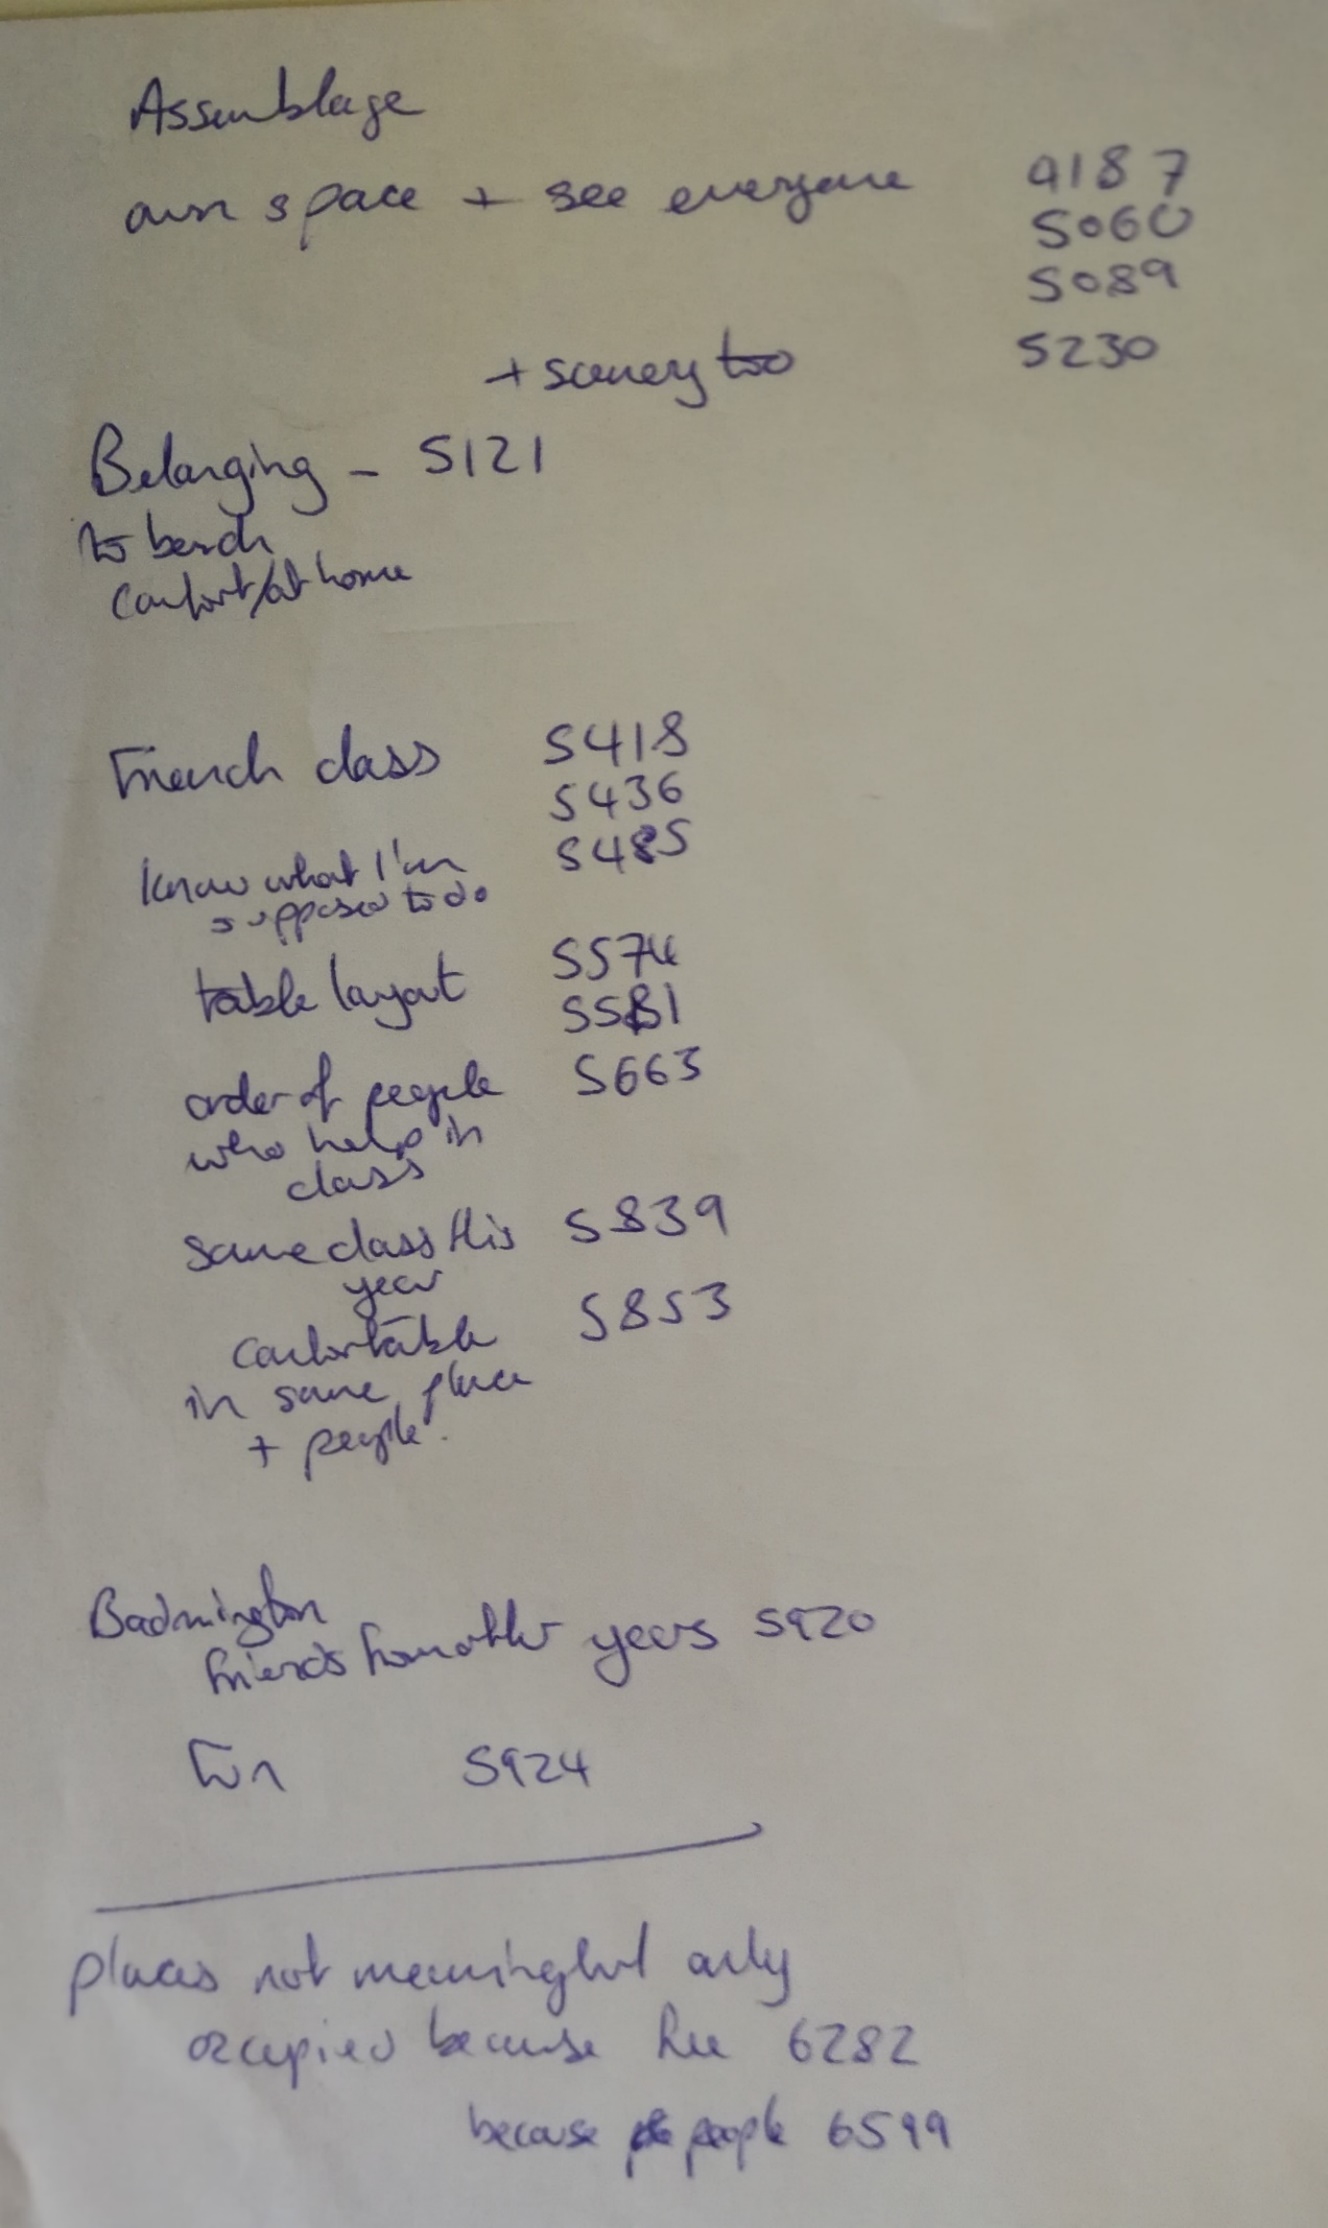 Assemblage
own space + see everyone 4187
5060
5089
+ scenery too 5230
Belonging - 5121
to bench
comfort/at home
French class 5418
5436
know what I'm 5485
supposed to do
table layout 5574
5581
order of people 5663
who help in
class
same class this 5839
year
comfortable 5853
in same place
+ people.
Badmington
friends from other years 5920
fun 5924
places not meaningful only
occupied because free 6282
because people 6599